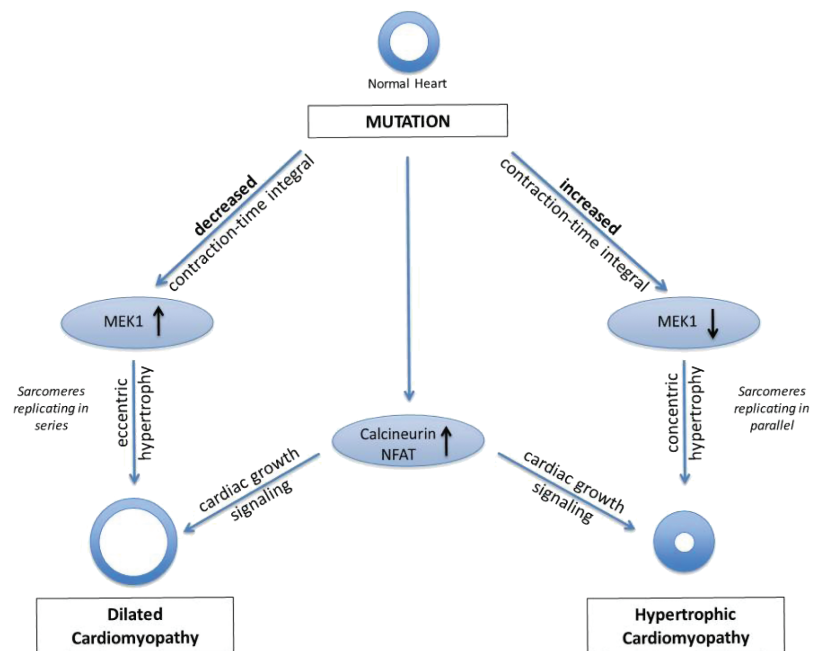 Normal Heart
MUTATION
decreased
contraction-time integral
increased
contraction-time integral
MEK1
MEK1
Sarcomeres
replicating in
series
eccentric
hypertrophy
Calcineurin
NFAT
concentric
hypertrophy
Sarcomeres
replicating in
parallel
cardiac growth
signaling
cardiac growth
signaling
Dilated
Cardiomyopathy
Hypertrophic
Cardiomyopathy